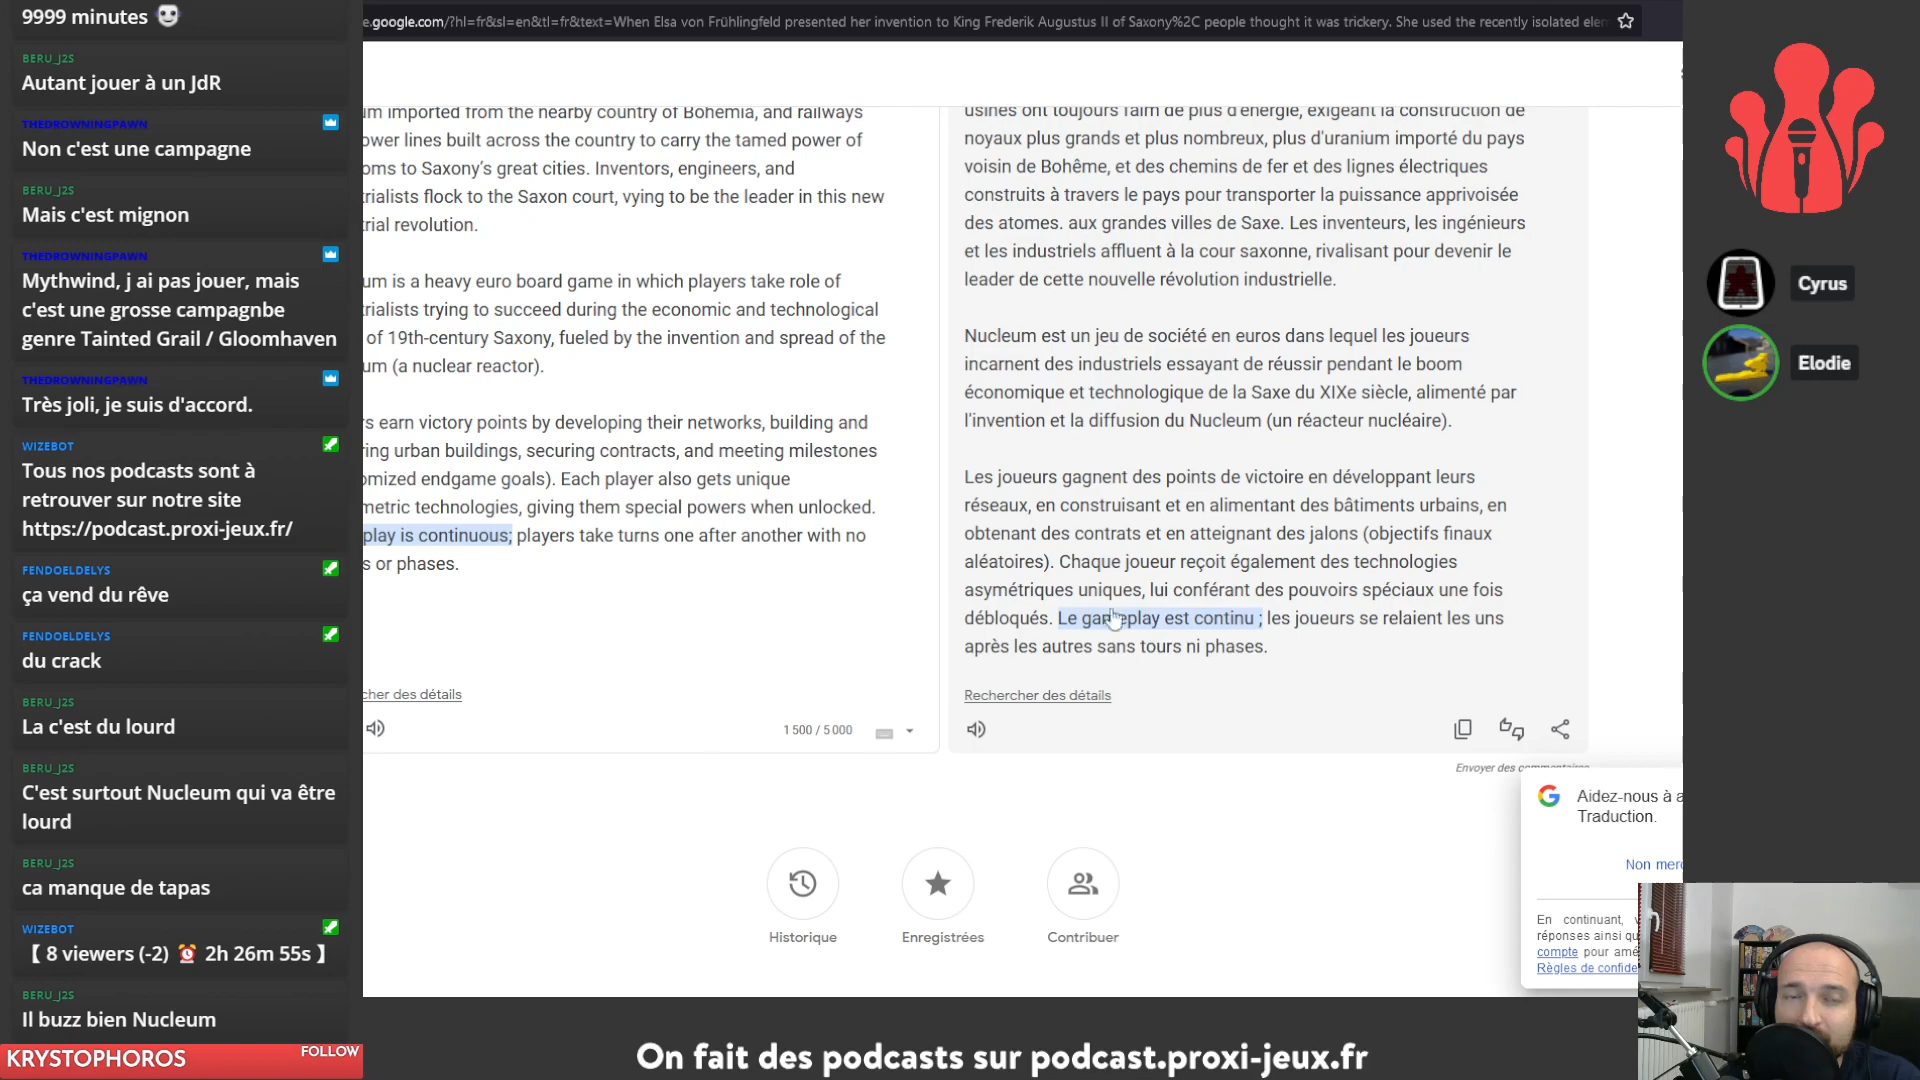 9999 minutes
BERU_J2S
Autant jouer à un JdR
THEDROWNINGPAWN
Non c'est une campagne
BERU_J2S
Mais c'est mignon
THEDROWNINGPAWN
Mythwind, j ai pas jouer, mais
c'est une grosse campagnbe
genre Tainted Grail / Gloomhaven
THEDROWNINGPAWN
Très joli, je suis d'accord.
WIZEBOT
Tous nos podcasts sont à
retrouver sur notre site
https://podcast.proxi-jeux.fr/
FENDOELDELYS
ça vend du rêve
FENDOELDELYS
du crack
BERU_J2S
La c'est du lourd
BERU_J2S
C'est surtout Nucleum qui va être
lourd
BERU_J2S
ca manque de tapas
WIZEBOT
【 8 viewers (-2) ⏰ 2h 26m 55s 】
BERU_J2S
Il buzz bien Nucleum
KRYSTOPHOROS
FOLLOW
e.google.com/?hl=fr&sl=en&tl=fr&text=When Elsa von Frühlingfeld presented her invention to King Frederik Augustus II of Saxony%2C people thought it was trickery. She used the recently isolated elem
um imported from the nearby country of Bohemia, and railways
ower lines built across the country to carry the tamed power of
oms to Saxony's great cities. Inventors, engineers, and
trialists flock to the Saxon court, vying to be the leader in this new
trial revolution.
um is a heavy euro board game in which players take role of
trialists trying to succeed during the economic and technological
of 19th-century Saxony, fueled by the invention and spread of the
um (a nuclear reactor).
rs earn victory points by developing their networks, building and
ring urban buildings, securing contracts, and meeting milestones
omized endgame goals). Each player also gets unique
metric technologies, giving them special powers when unlocked.
play is continuous; players take turns one after another with no
s or phases.
cher des détails
1 500 / 5 000
usines ont toujours faim de plus d'énergie, exigeant la construction de
noyaux plus grands et plus nombreux, plus d'uranium importé du pays
voisin de Bohême, et des chemins de fer et des lignes électriques
construits à travers le pays pour transporter la puissance apprivoisée
des atomes. aux grandes villes de Saxe. Les inventeurs, les ingénieurs
et les industriels affluent à la cour saxonne, rivalisant pour devenir le
leader de cette nouvelle révolution industrielle.
Nucleum est un jeu de société en euros dans lequel les joueurs
incarnent des industriels essayant de réussir pendant le boom
économique et technologique de la Saxe du XIXe siècle, alimenté par
l'invention et la diffusion du Nucleum (un réacteur nucléaire).
Les joueurs gagnent des points de victoire en développant leurs
réseaux, en construisant et en alimentant des bâtiments urbains, en
obtenant des contrats et en atteignant des jalons (objectifs finaux
aléatoires). Chaque joueur reçoit également des technologies
asymétriques uniques, lui conférant des pouvoirs spéciaux une fois
débloqués. Le gameplay est continu ; les joueurs se relaient les uns
après les autres sans tours ni phases.
Rechercher des détails
Envoyer des commentaires
Historique
Enregistrées
Contribuer
Aidez-nous à a
Traduction.
Non merc
En continuant, v
réponses ainsi qu
compte pour amé
Règles de confide
Cyrus
Elodie
On fait des podcasts sur podcast.proxi-jeux.fr